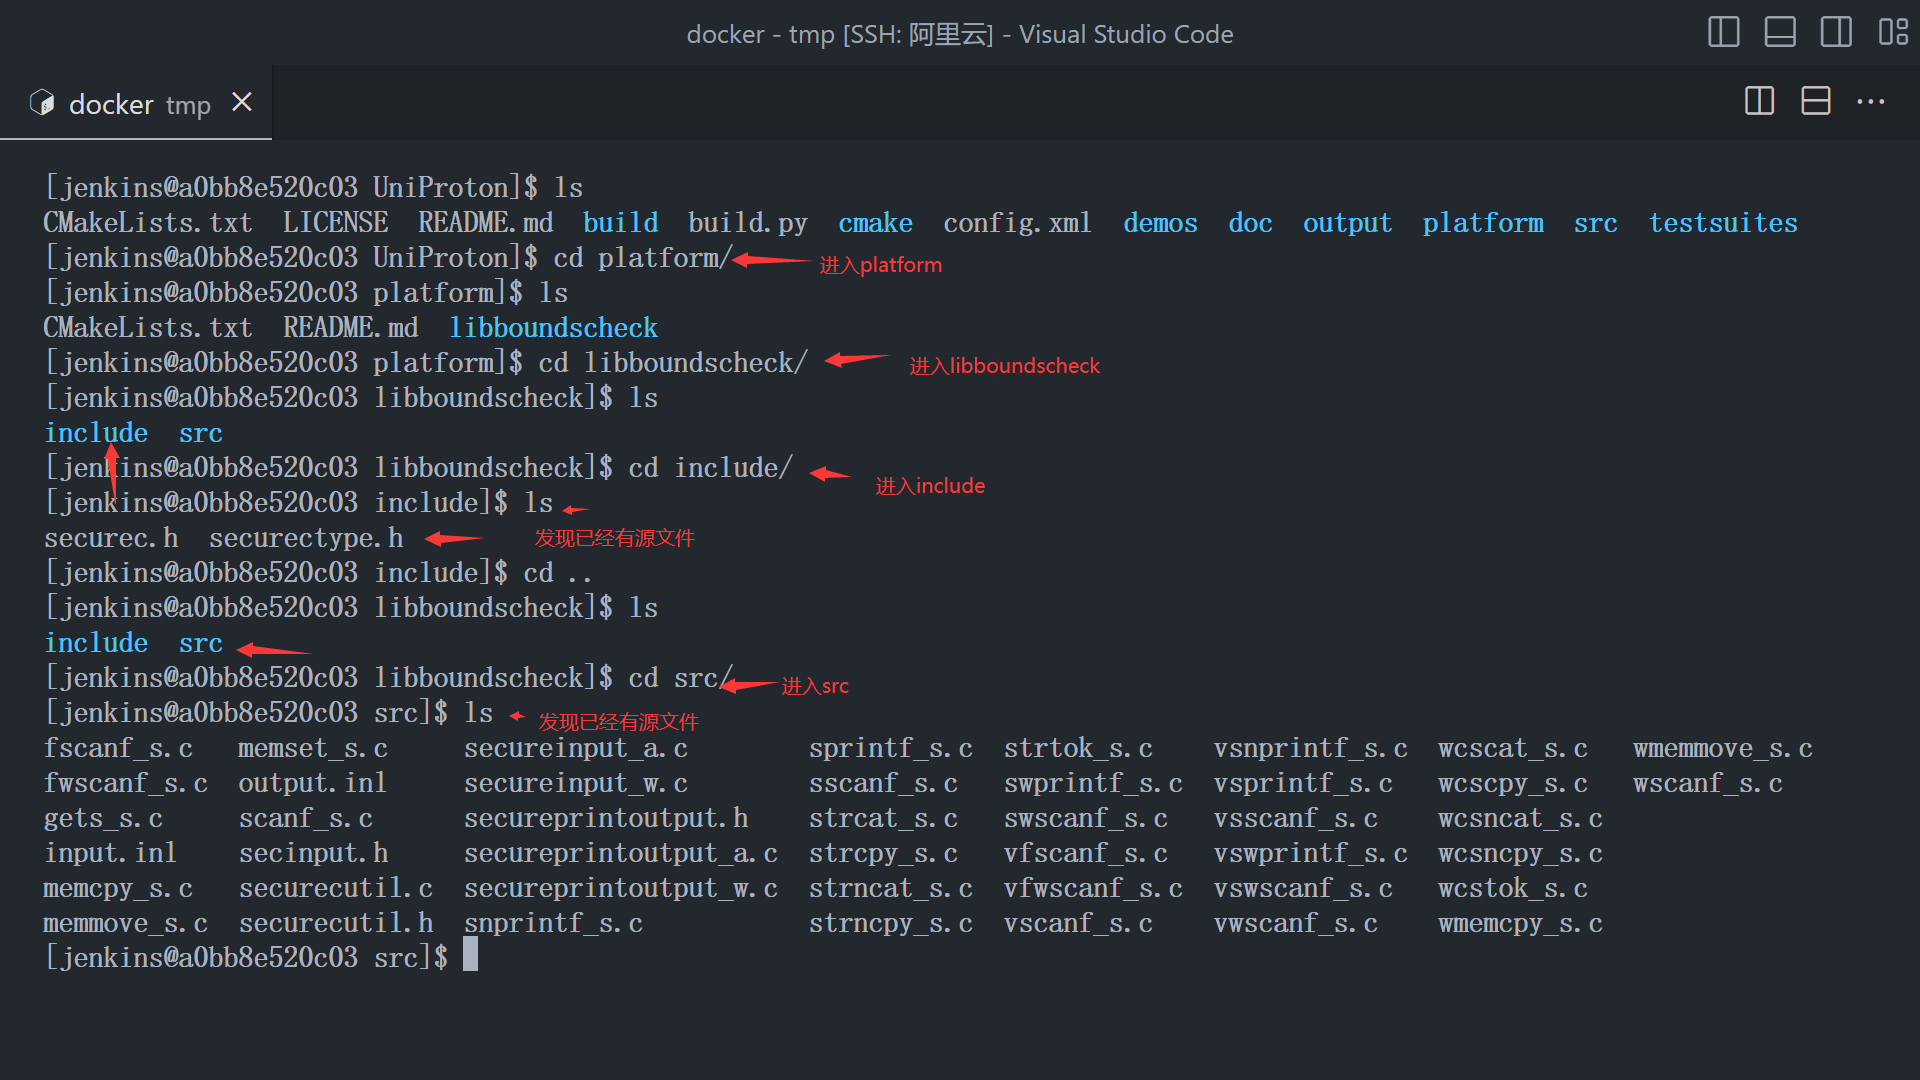 docker - tmp [SSH: 阿里云] - Visual Studio Code
docker tmp
[jenkins@a0bb8e520c03 UniProton]$ ls
CMakeLists.txt LICENSE README.md build build.py cmake config.xml demos doc output platform src testsuites
[jenkins@a0bb8e520c03 UniProton]$ cd platform/ 进入platform
[jenkins@a0bb8e520c03 platform]$ ls
CMakeLists.txt README.md libboundscheck
[jenkins@a0bb8e520c03 platform]$ cd libboundscheck/ 进入libboundscheck
[jenkins@a0bb8e520c03 libboundscheck]$ ls
include src
[jenkins@a0bb8e520c03 libboundscheck]$ cd include/ 进入include
[jenkins@a0bb8e520c03 include]$ ls
securec.h securectype.h 发现已经有源文件
[jenkins@a0bb8e520c03 include]$ cd ..
[jenkins@a0bb8e520c03 libboundscheck]$ ls
include src
[jenkins@a0bb8e520c03 libboundscheck]$ cd src/ 进入src
[jenkins@a0bb8e520c03 src]$ ls 发现已经有源文件
fscanf_s.c memset_s.c secureinput_a.c sprintf_s.c strtok_s.c vsnprintf_s.c wcscat_s.c wmemmove_s.c
fwscanf_s.c output.inl secureinput_w.c sscanf_s.c swprintf_s.c vsprintf_s.c wcscpy_s.c wscanf_s.c
gets_s.c scanf_s.c secureprintoutput.h strcat_s.c swscanf_s.c vsscanf_s.c wcsncat_s.c
input.inl secinput.h secureprintoutput_a.c strcpy_s.c vfscanf_s.c vswprintf_s.c wcsncpy_s.c
memcpy_s.c securecutil.c secureprintoutput_w.c strncat_s.c vfwscanf_s.c vswscanf_s.c wcstok_s.c
memmove_s.c securecutil.h snprintf_s.c strncpy_s.c vscanf_s.c vwscanf_s.c wmemcpy_s.c
[jenkins@a0bb8e520c03 src]$